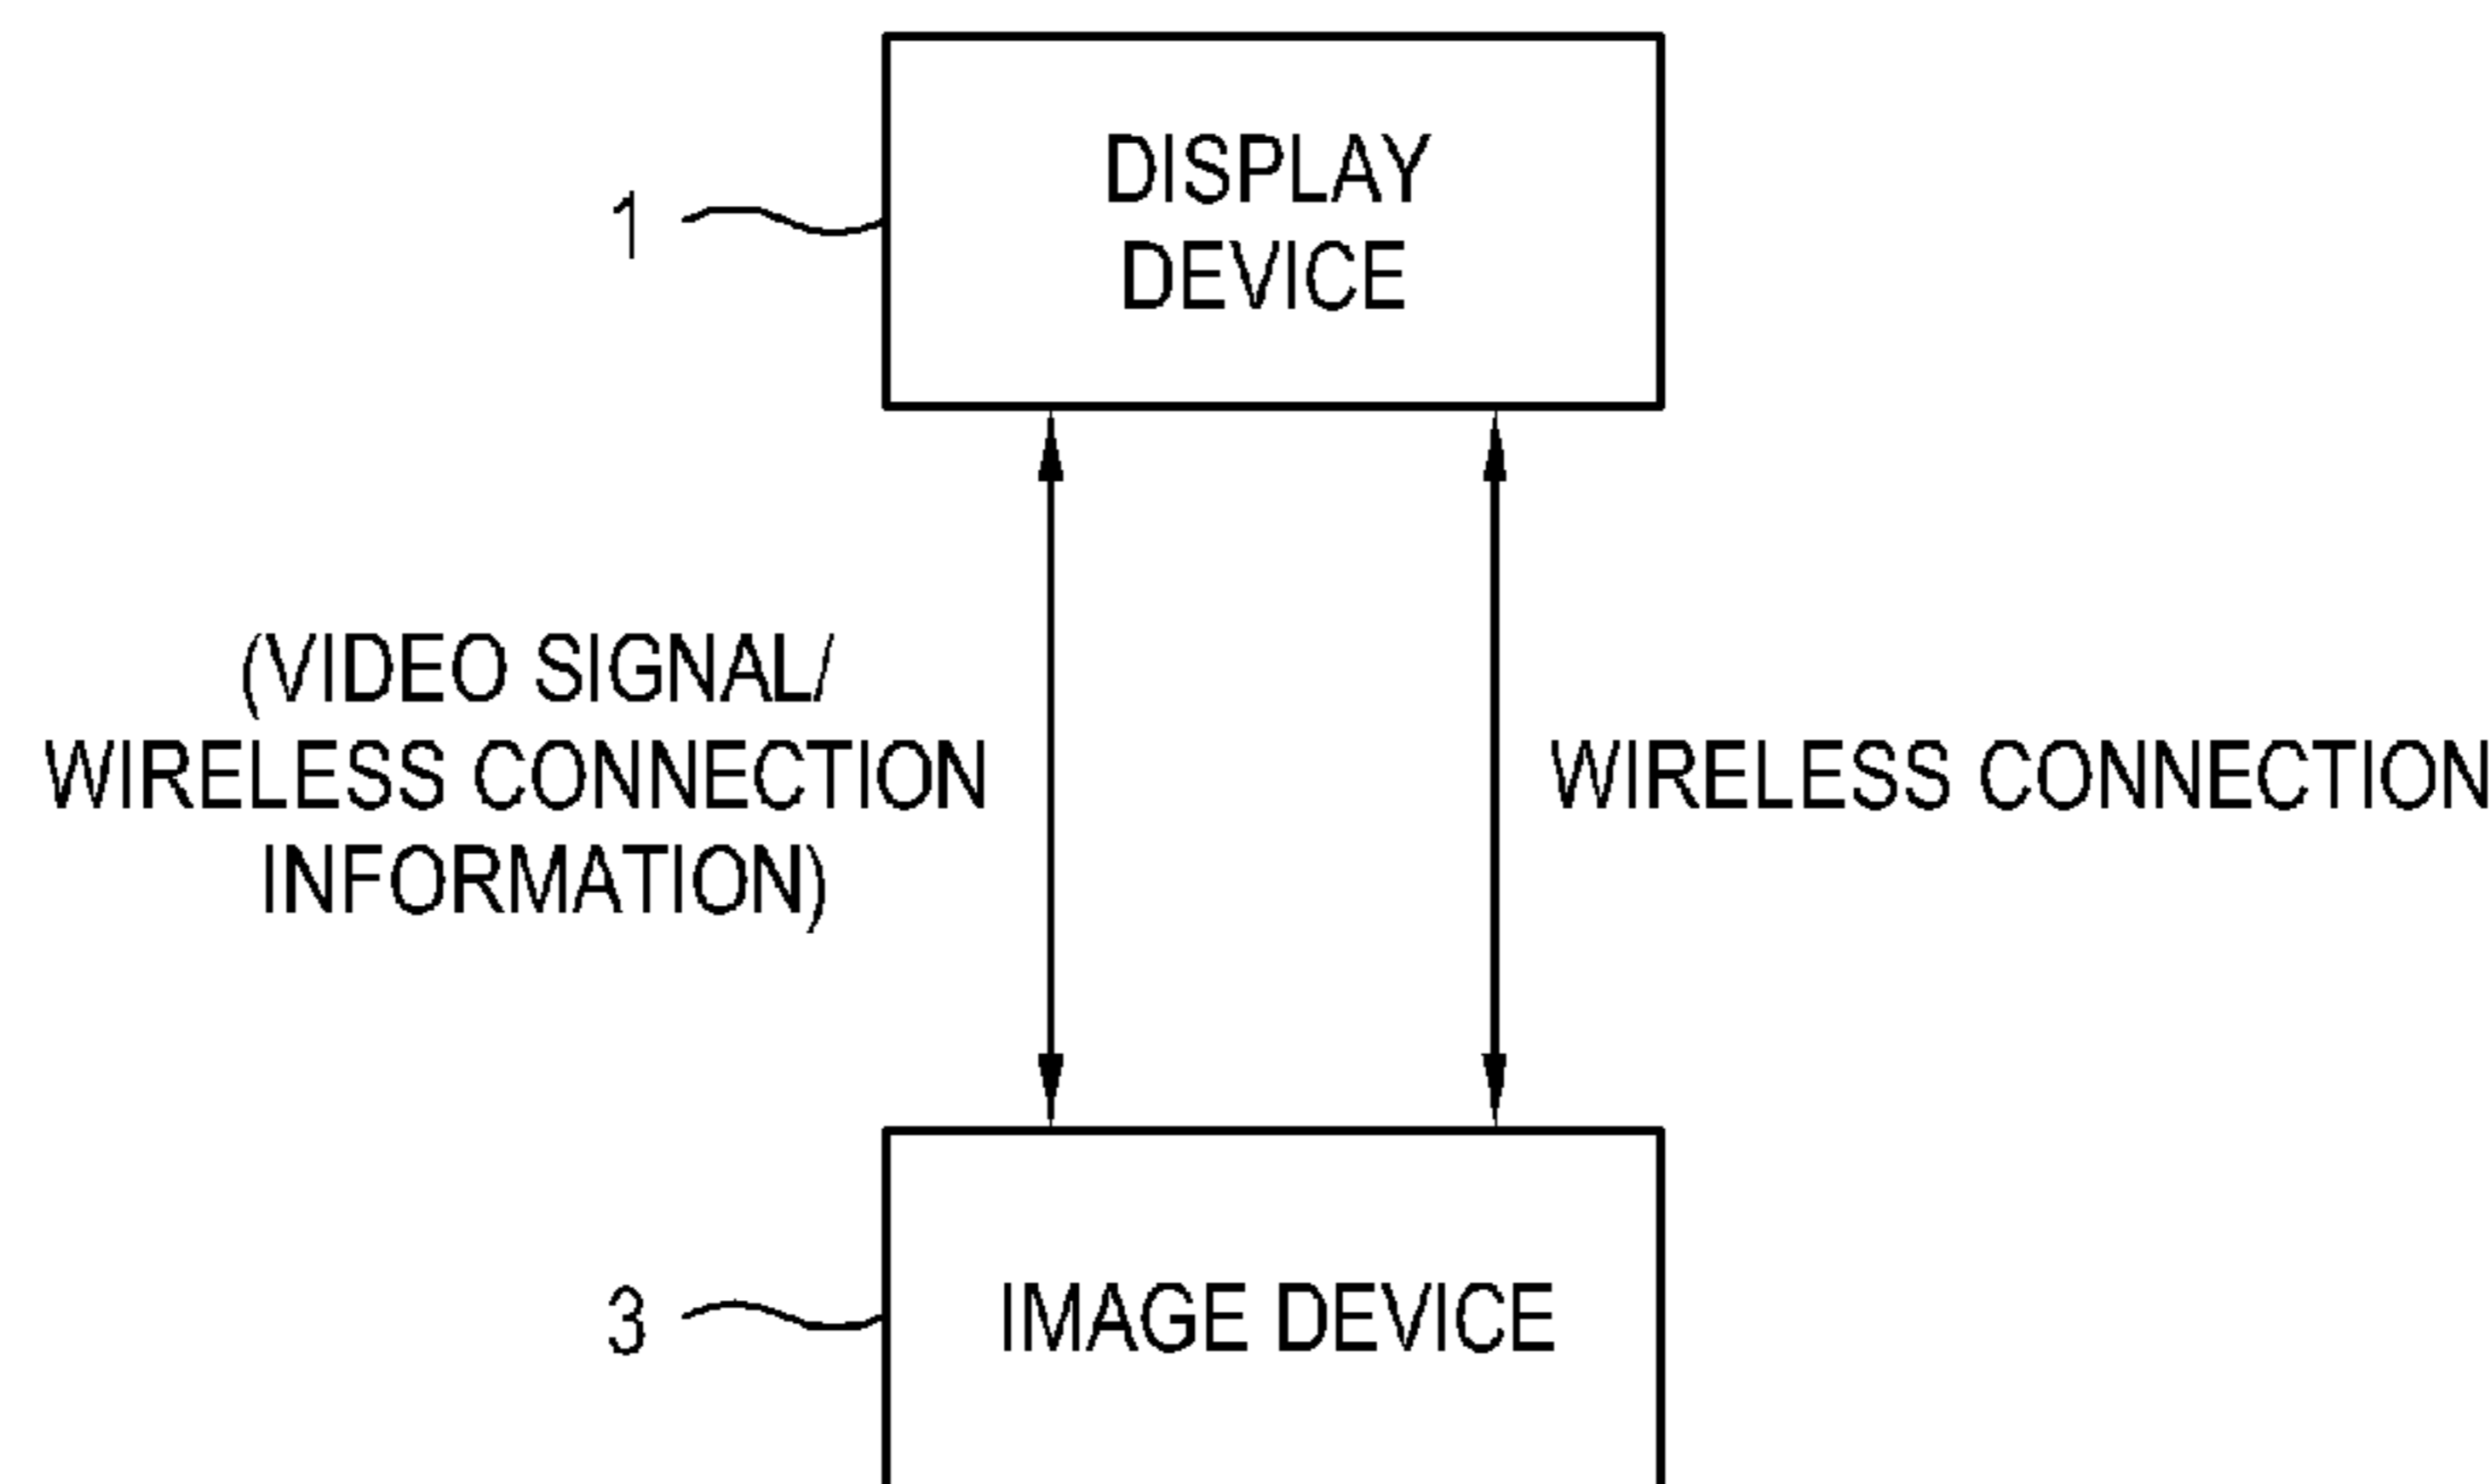 DISPLAY
DEVICE
1
(VIDEO SIGNAL/
WIRELESS CONNECTION
INFORMATION)
WIRELESS CONNECTION
3
IMAGE DEVICE